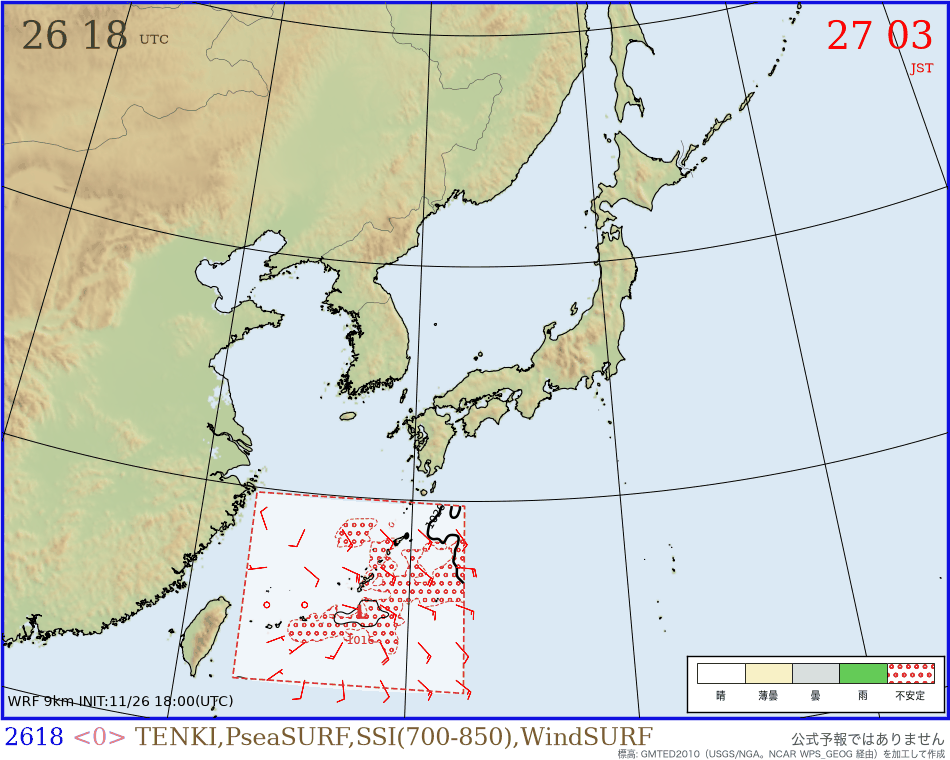 26 18 UTC
27 03
JST
L
1016
晴 薄曇 曇 雨 不安定
WRF 9km INIT:11/26 18:00(UTC)
2618 <0> TENKI,PseaSURF,SSI(700-850),WindSURF
公式予報ではありません
標高: GMTED2010（USGS/NGA。NCAR WPS_GEOG 経由）を加工して作成